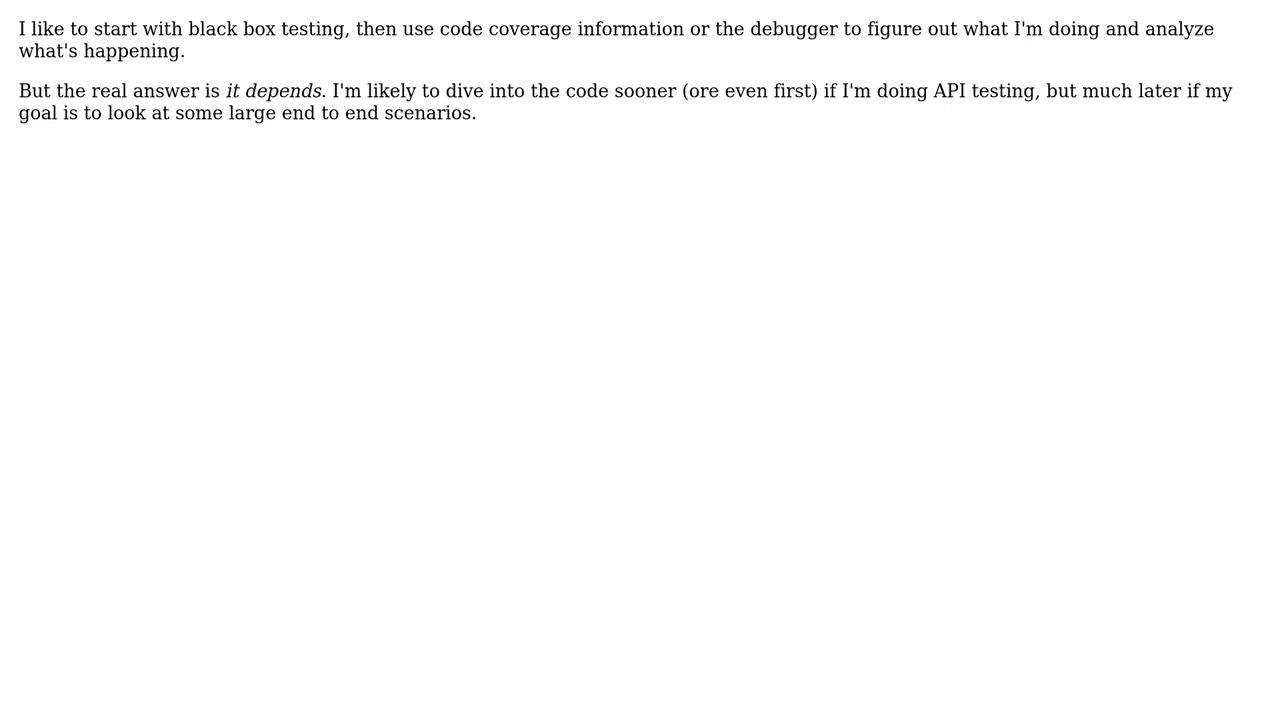 I like to start with black box testing, then use code coverage information or the debugger to figure out what I'm doing and analyze
what's happening.
But the real answer is it depends. I'm likely to dive into the code sooner (ore even first) if I'm doing API testing, but much later if my
goal is to look at some large end to end scenarios.